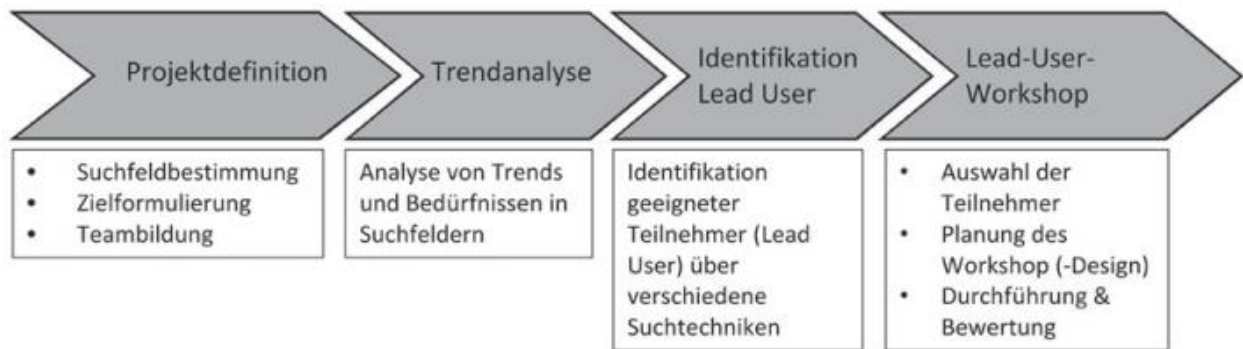 Projektdefinition
Trendanalyse
Identifikation
Lead User
Lead-User-
Workshop
• Suchfeldbestimmung
• Zielformulierung
• Teambildung
Analyse von Trends
und Bedürfnissen in
Suchfeldern
Identifikation
geeigneter
Teilnehmer (Lead
User) über
verschiedene
Suchtechniken
• Auswahl der
Teilnehmer
• Planung des
Workshop (-Design)
• Durchführung &
Bewertung